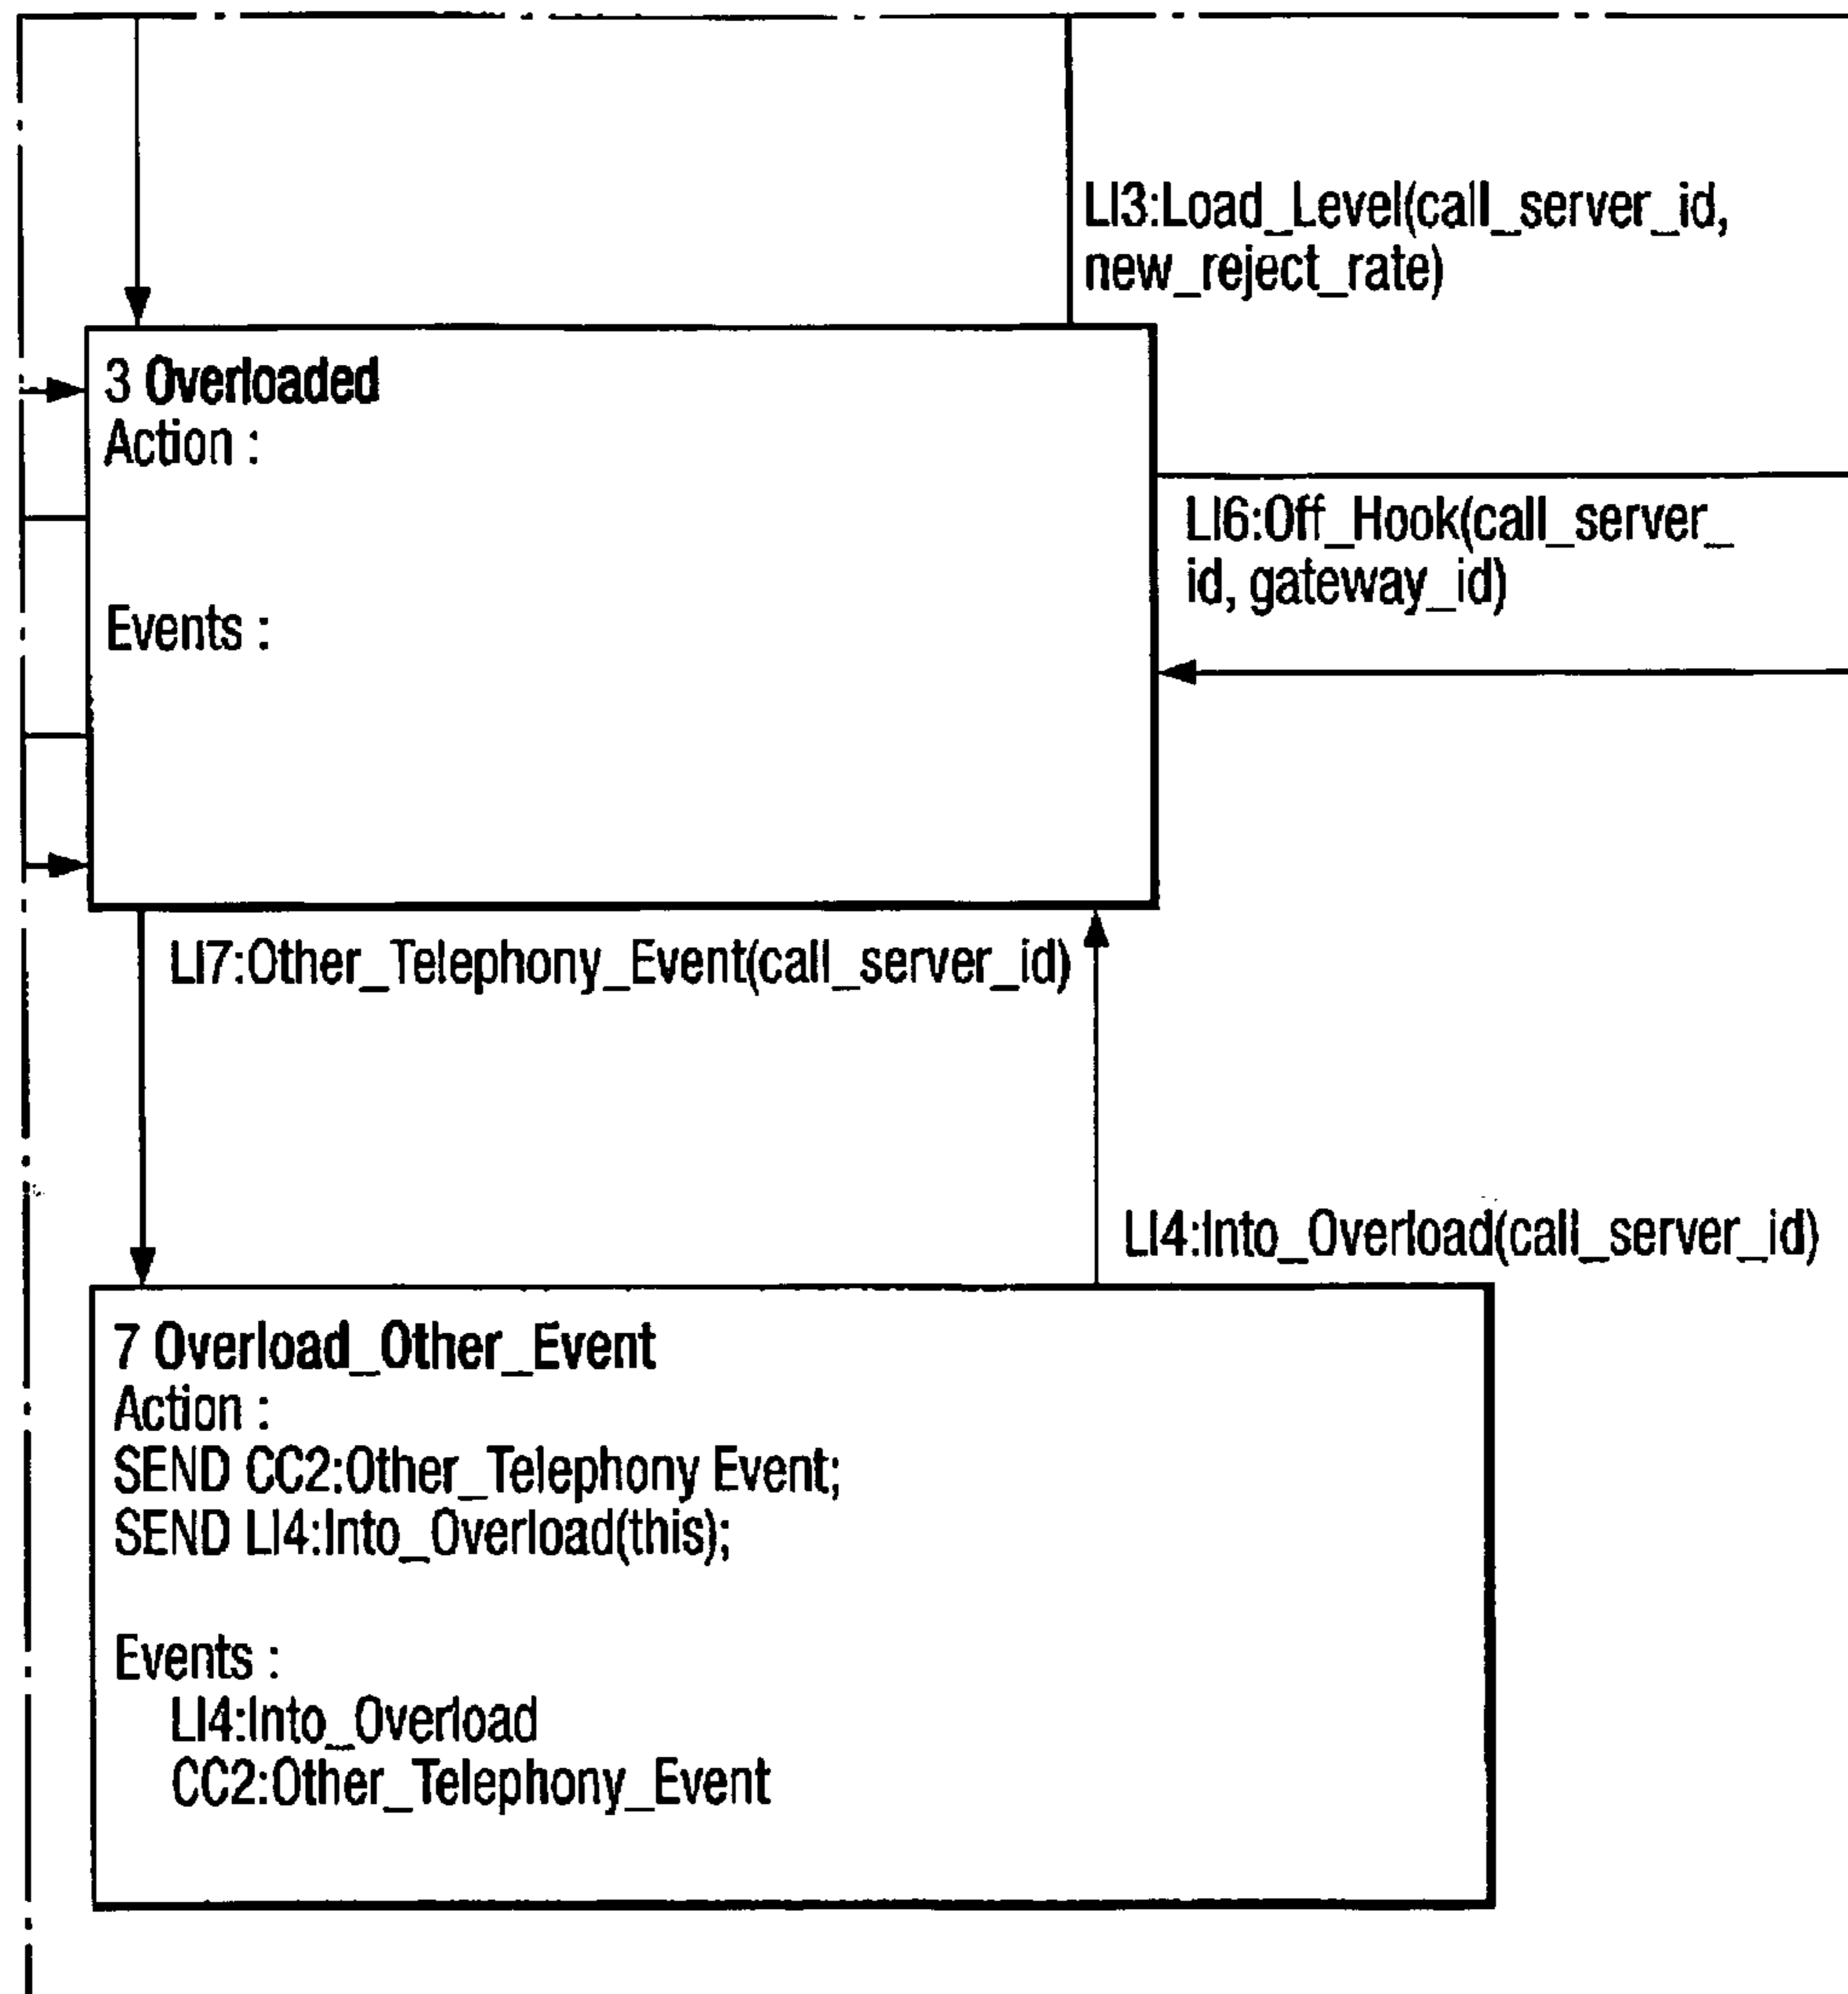 LI3:Load_Level(call_server_id,
new_reject_rate)
3 Overloaded
Action :
Events :
LI6:Off_Hook(call_server_
id, gateway_id)
LI7:Other_Telephony_Event(call_server_id)
LI4:Into_Overload(call_server_id)
7 Overload_Other_Event
Action :
SEND CC2:Other_Telephony Event;
SEND LI4:Into_Overload(this);
Events :
LI4:Into_Overload
CC2:Other_Telephony_Event